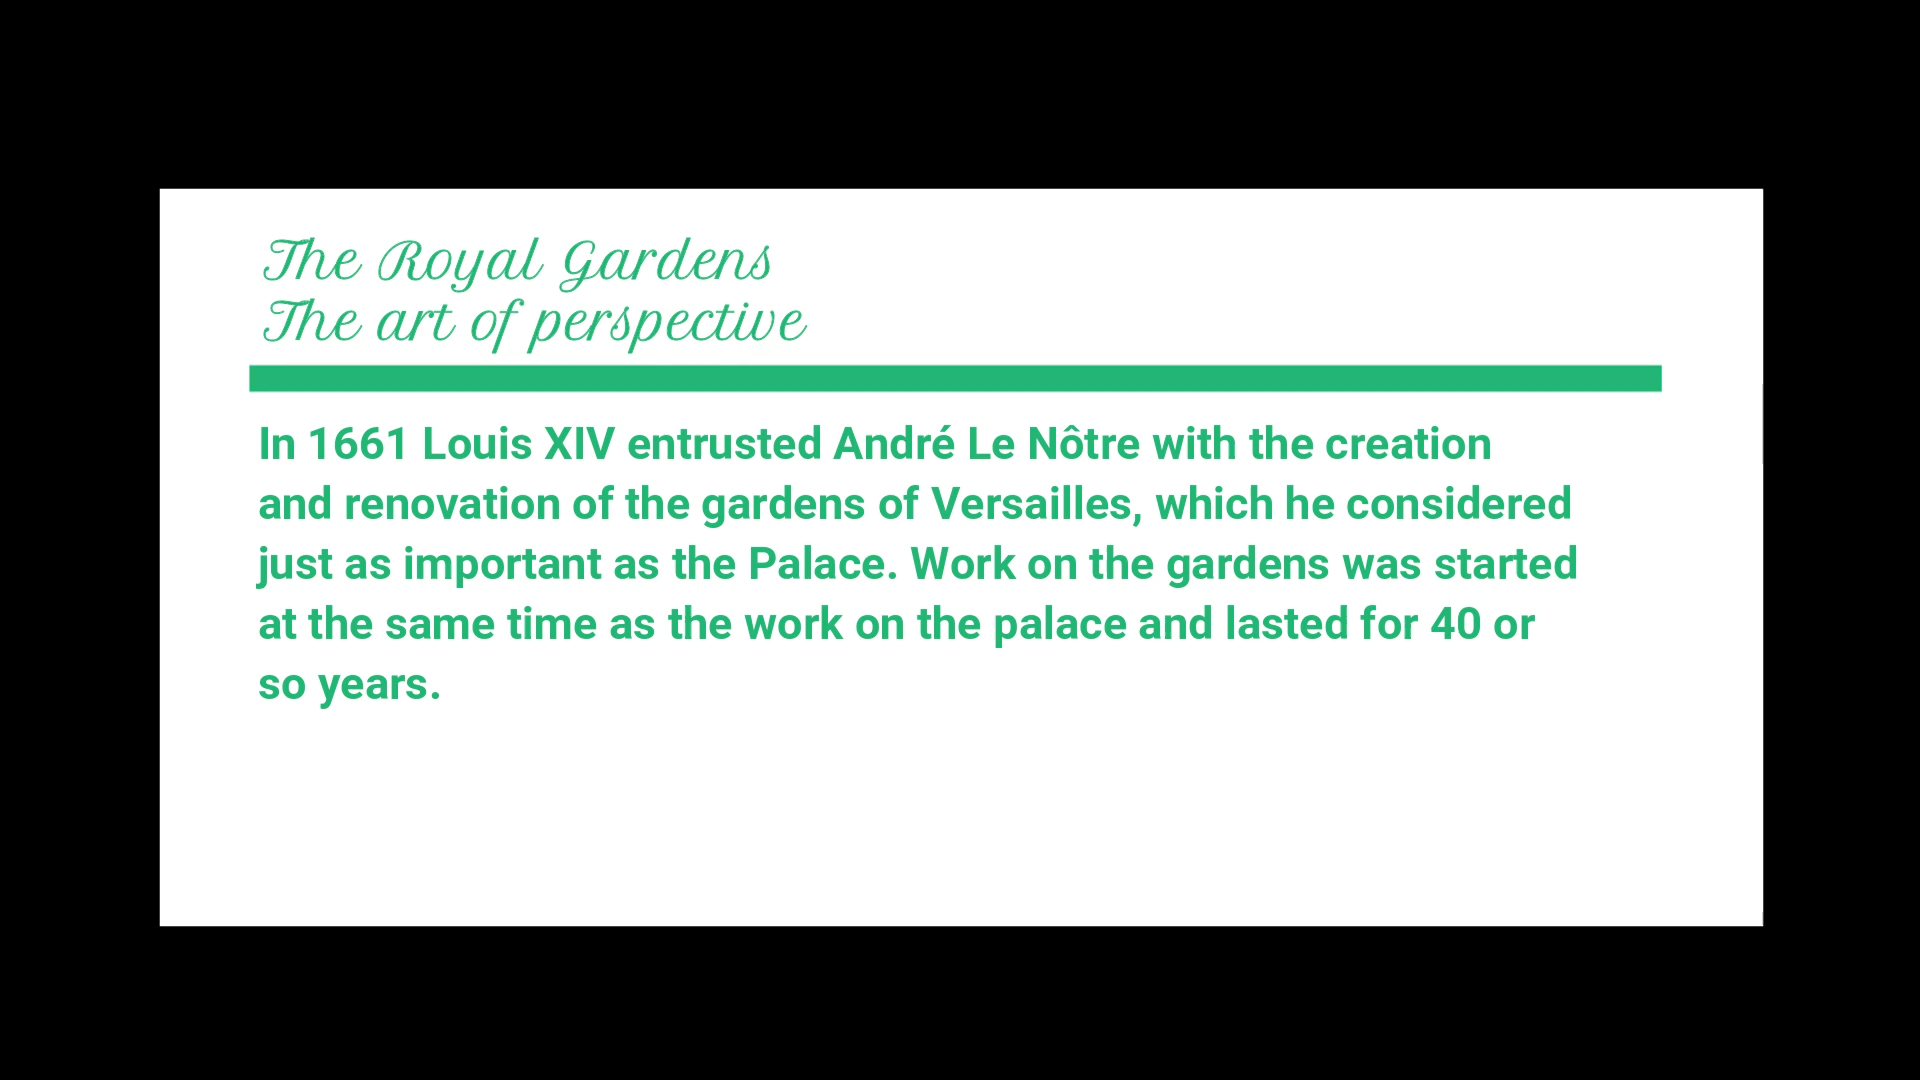 The Royal Gardens
The art of perspective
In 1661 Louis XIV entrusted André Le Nôtre with the creation
and renovation of the gardens of Versailles, which he considered
just as important as the Palace. Work on the gardens was started
at the same time as the work on the palace and lasted for 40 or
so years.